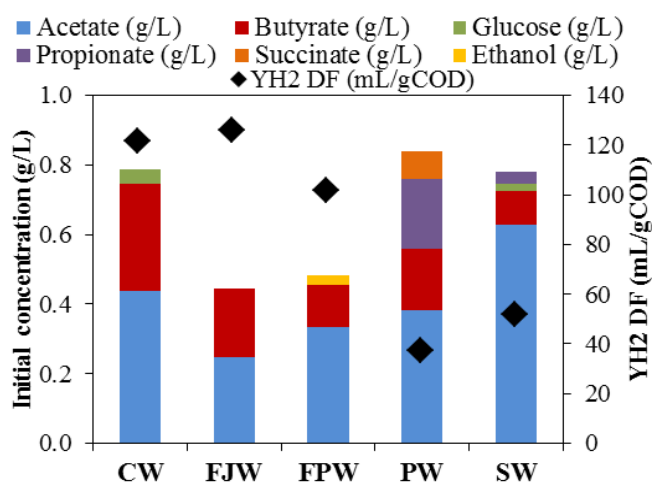 Acetate (g/L) Butyrate (g/L) Glucose (g/L)
Propionate (g/L) Succinate (g/L) Ethanol (g/L)
YH2 DF (mL/gCOD)
Initial concentration (g/L)
1.0
0.8
0.6
0.4
0.2
0.0
140
120
100
80
60
40
20
0
YH2 DF (mL/gCOD)
CW FJW FPW PW SW